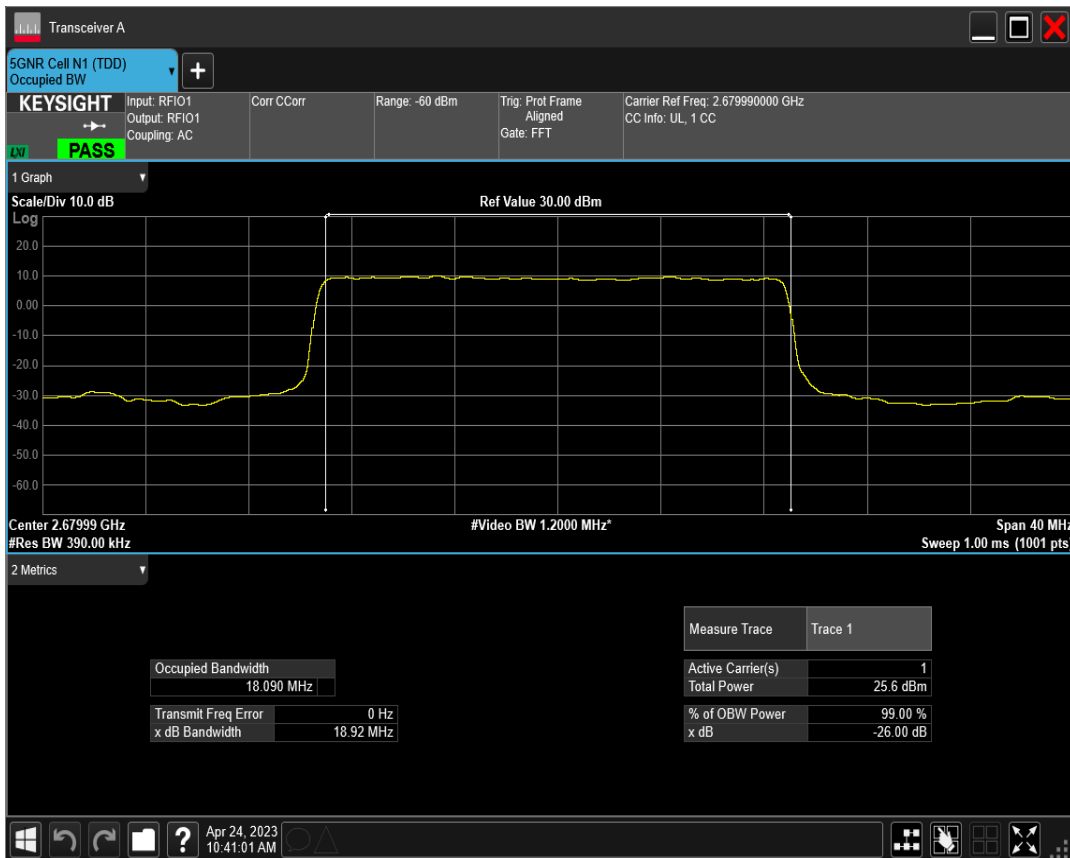 Transceiver A
5GNR Cell N1 (TDD)
Occupied BW
+
KEYSIGHT
LXI
PASS
Input: RFIO1
Output: RFIO1
Coupling: AC
Corr CCorr
Range: -60 dBm
Trig: Prot Frame
Aligned
Gate: FFT
Carrier Ref Freq: 2.679990000 GHz
CC Info: UL, 1 CC
1 Graph
Scale/Div 10.0 dB
Ref Value 30.00 dBm
Log
20.0
10.0
0.00
-10.0
-20.0
-30.0
-40.0
-50.0
-60.0
Center 2.67999 GHz
#Video BW 1.2000 MHz*
Span 40 MHz
#Res BW 390.00 kHz
Sweep 1.00 ms (1001 pts)
2 Metrics
Measure Trace Trace 1
Occupied Bandwidth
18.090 MHz
Active Carrier(s) 1
Total Power 25.6 dBm
Transmit Freq Error 0 Hz
x dB Bandwidth 18.92 MHz
% of OBW Power 99.00 %
x dB -26.00 dB
?
Apr 24, 2023
10:41:01 AM